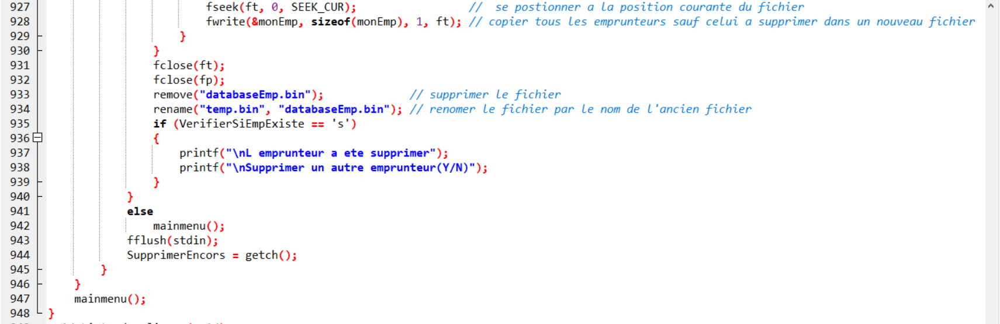 927 fseek(ft, 0, SEEK_CUR); // se postionner a la position courante du fichier
928 fwrite(&monEmp, sizeof(monEmp), 1, ft); // copier tous les emprunteurs sauf celui a supprimer dans un nouveau fichier
929 }
930 }
931 fclose(ft);
932 fclose(fp);
933 remove("databaseEmp.bin"); // supprimer le fichier
934 rename("temp.bin", "databaseEmp.bin"); // renomer le fichier par le nom de l'ancien fichier
935 if (VerifierSiEmpExiste == 's')
936 {
937 printf("\nL emprunteur a ete supprimer");
938 printf("\nSupprimer un autre emprunteur(Y/N)");
939 }
940 }
941 else
942 mainmenu();
943 fflush(stdin);
944 SupprimerEncors = getch();
945 }
946 }
947 mainmenu();
948 }